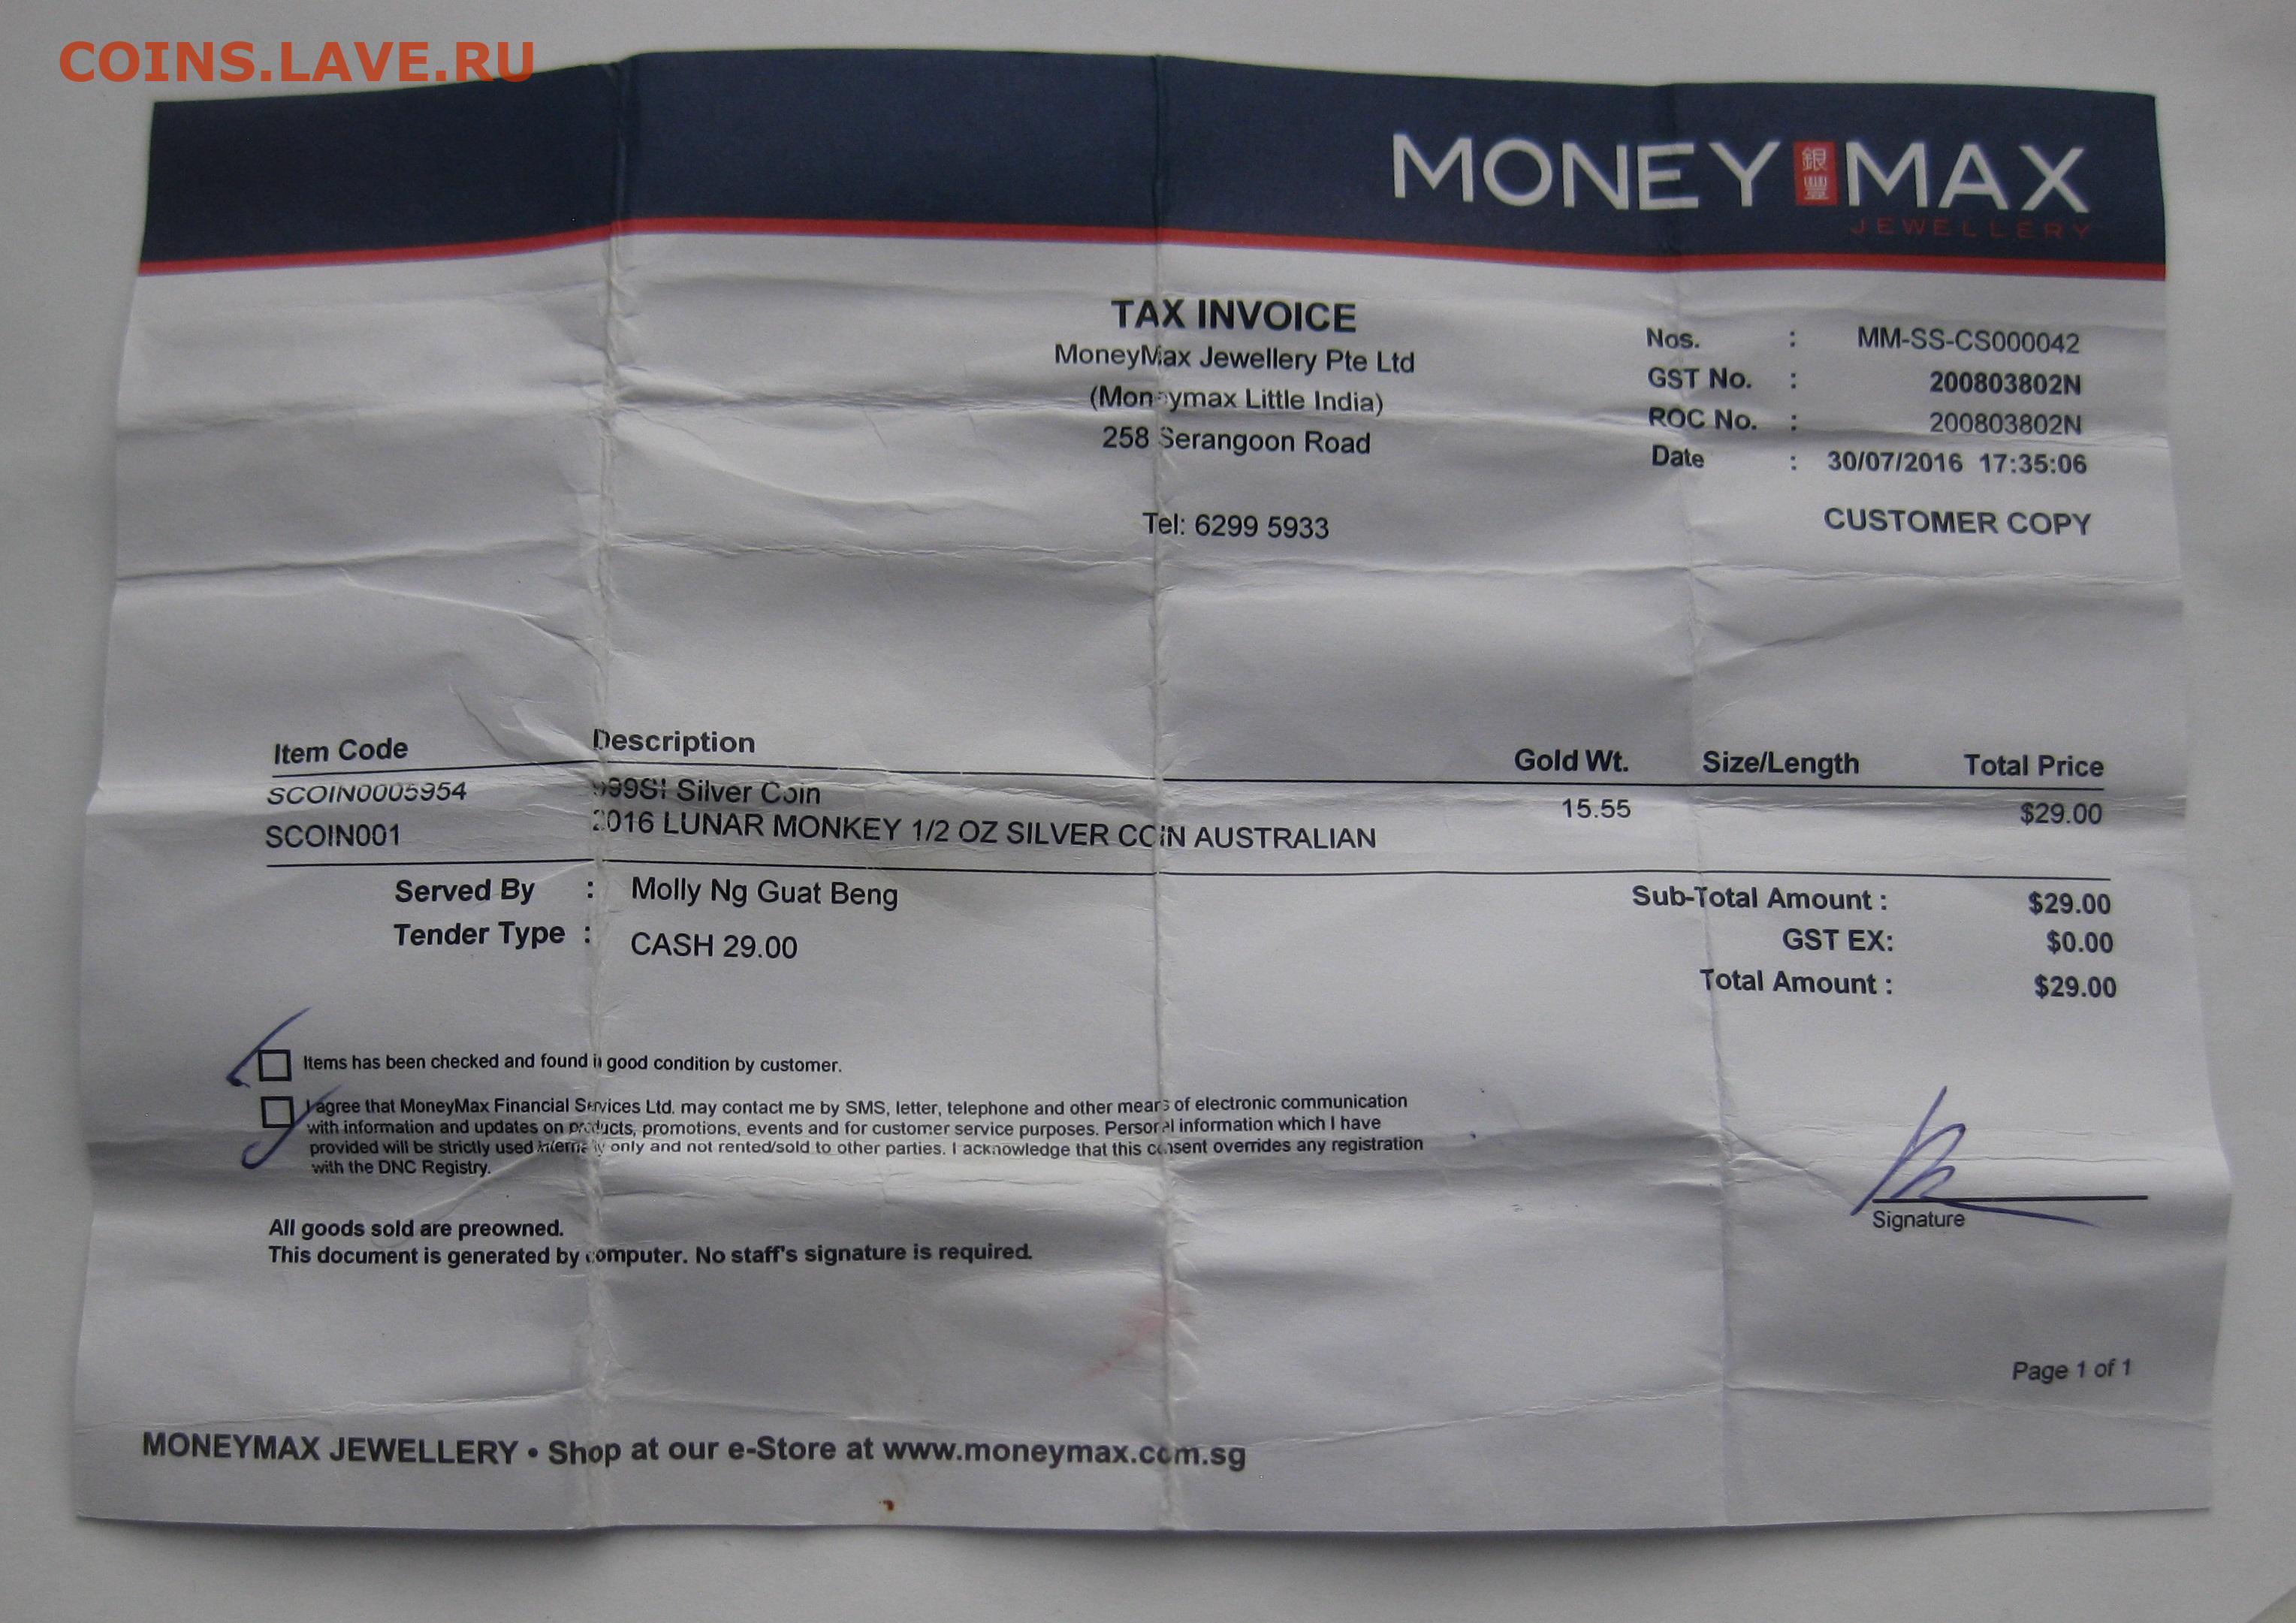 COINS.LAVE.RU
MONEY 銀豐 MAX
JEWELLERY
TAX INVOICE
MoneyMax Jewellery Pte Ltd
(Moneymax Little India)
258 Serangoon Road
Tel: 6299 5933
Nos. : MM-SS-CS000042
GST No. : 200803802N
ROC No. : 200803802N
Date : 30/07/2016 17:35:06
CUSTOMER COPY
Item Code Description Gold Wt. Size/Length Total Price
SCOIN0005954 999SI Silver Coin 15.55 $29.00
SCOIN001 2016 LUNAR MONKEY 1/2 OZ SILVER COIN AUSTRALIAN
Served By : Molly Ng Guat Beng
Tender Type : CASH 29.00
Sub-Total Amount : $29.00
GST EX: $0.00
Total Amount : $29.00
Items has been checked and found in good condition by customer.
I agree that MoneyMax Financial Services Ltd. may contact me by SMS, letter, telephone and other means of electronic communication
with information and updates on products, promotions, events and for customer service purposes. Personal information which I have
provided will be strictly used internally only and not rented/sold to other parties. I acknowledge that this consent overrides any registration
with the DNC Registry.
Signature
All goods sold are preowned.
This document is generated by computer. No staff's signature is required.
Page 1 of 1
MONEYMAX JEWELLERY • Shop at our e-Store at www.moneymax.com.sg